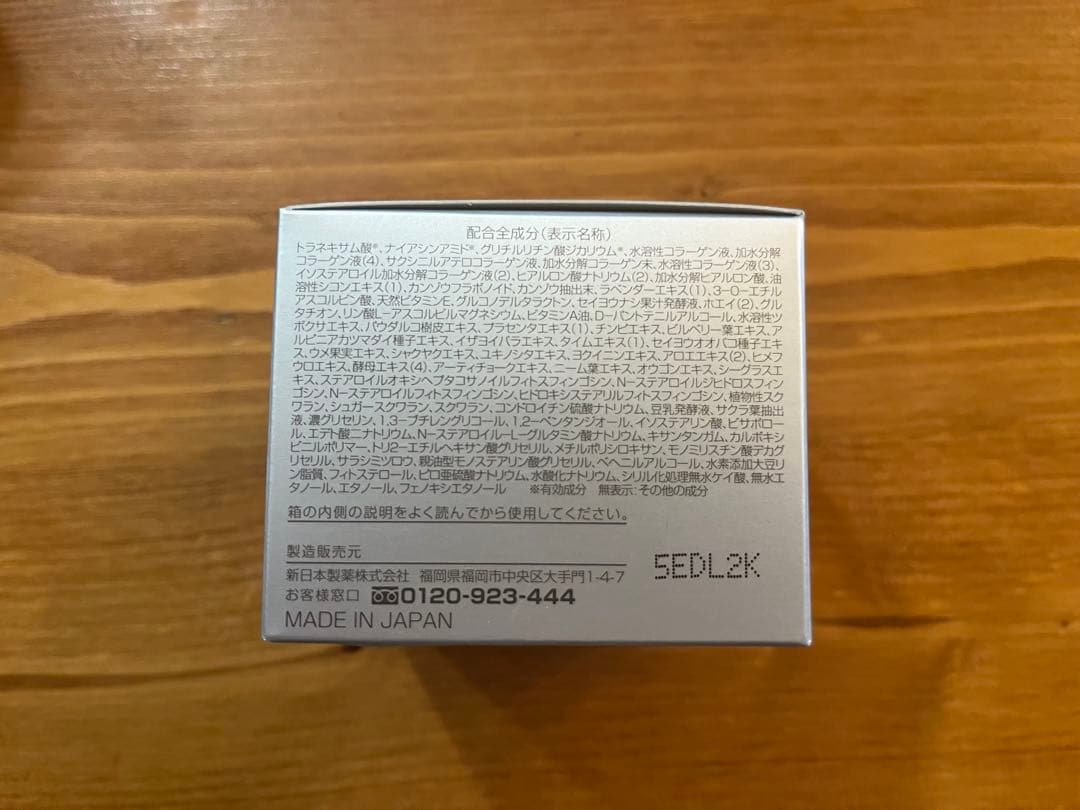 配合全成分(表示名称)
トラネキサム酸※、ナイアシンアミド※、グリチルリチン酸ジカリウム※、水溶性コラーゲン液、加水分解
コラーゲン液(4)、サクシニルアテロコラーゲン液、加水分解コラーゲン末、水溶性コラーゲン液(3)、
イソステアロイル加水分解コラーゲン液(2)、ヒアルロン酸ナトリウム(2)、加水分解ヒアルロン酸、油
溶性シコンエキス(1)、カンゾウフラボノイド、カンゾウ抽出末、ラベンダーエキス(1)、3-O-エチル
アスコルビン酸、天然ビタミンE、グルコノデルタラクトン、セイヨウナシ果汁発酵液、ホエイ(2)、グル
タチオン、リン酸L-アスコルビルマグネシウム、ビタミンA油、D-パントテニルアルコール、水溶性ツ
ボクサエキス、パウダルコ樹皮エキス、プラセンタエキス(1)、チンピエキス、ビルベリー葉エキス、ア
ルピニアカツマダイ種子エキス、イザヨイバラエキス、タイムエキス(1)、セイヨウオオバコ種子エキ
ス、ウメ果実エキス、シャクヤクエキス、ユキノシタエキス、ヨクイニンエキス、アロエエキス(2)、ヒメフ
ウロエキス、酵母エキス(4)、アーティチョークエキス、ニーム葉エキス、オウゴンエキス、シーグラスエ
キス、ステアロイルオキシヘプタコサノイルフィトスフィンゴシン、N-ステアロイルジヒドロスフィン
ゴシン、N-ステアロイルフィトスフィンゴシン、ヒドロキシステアリルフィトスフィンゴシン、植物性スク
ワラン、シュガースクワラン、スクワラン、コンドロイチン硫酸ナトリウム、豆乳発酵液、サクラ葉抽出
液、濃グリセリン、1,3-ブチレングリコール、1,2-ペンタンジオール、イソステアリン酸、ビサボロー
ル、エデト酸二ナトリウム、N-ステアロイル-L-グルタミン酸ナトリウム、キサンタンガム、カルボキシ
ビニルポリマー、トリ2-エチルヘキサン酸グリセリル、メチルポリシロキサン、モノミリスチン酸デカグ
リセリル、サラシミツロウ、親油型モノステアリン酸グリセリル、ベヘニルアルコール、水素添加大豆リ
ン脂質、フィトステロール、ピロ亜硫酸ナトリウム、水酸化ナトリウム、シリル化処理無水ケイ酸、無水エ
タノール、エタノール、フェノキシエタノール ※有効成分 無表示:その他の成分
箱の内側の説明をよく読んでから使用してください。
製造販売元
新日本製薬株式会社 福岡県福岡市中央区大手門1-4-7
お客様窓口 0120-923-444
MADE IN JAPAN
5EDL2K